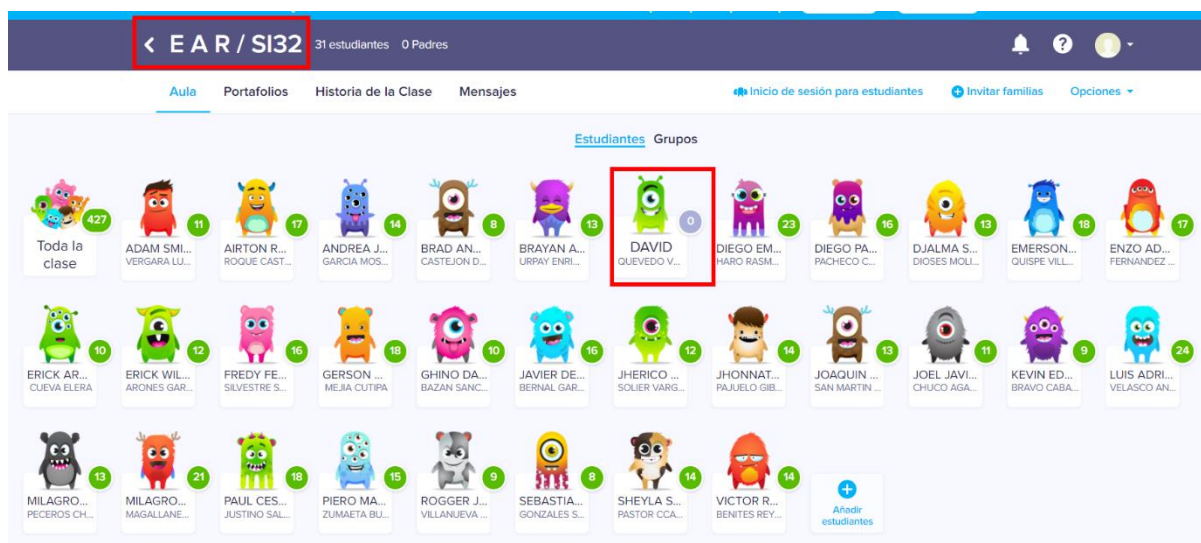 E A R / SI32 31 estudiantes 0 Padres
Aula Portafolios Historia de la Clase Mensajes Inicio de sesión para estudiantes Invitar familias Opciones
Estudiantes Grupos
427 11 17 14 8 13 0 23 16 13 18 17
Toda la clase ADAM SMI... AIRTON R... ANDREA J... BRAD AN... BRAYAN A... DAVID DIEGO EM... DIEGO PA... DJALMA S... EMERSON... ENZO AD...
VERGARA LU... ROQUE CAST... GARCIA MOS... CASTEJON D... URPAY ENRI... QUEVEDO V... HARO RASM... PACHECO C... DIOSES MOLI... QUISPE VILL... FERNANDEZ ...
10 12 16 18 10 16 12 14 13 11 9 24
ERICK AR... ERICK WIL... FREDY FE... GERSON ... GHINO DA... JAVIER DE... JHERICO ... JHONNAT... JOAQUIN ... JOEL JAVI... KEVIN ED... LUIS ADRI...
CUEVA ELERA ARONES GAR... SILVESTRE S... MEJIA CUTIPA BAZAN SANC... BERNAL GAR... SOLIER VARG... PAJUELO GIB... SAN MARTIN ... CHUCO AGA... BRAVO CABA... VELASCO AN...
13 21 18 15 9 8 14 14
MILAGRO... MILAGRO... PAUL CES... PIERO MA... ROGGER J... SEBASTIA... SHEYLA S... VICTOR R... Añadir
PECEROS CH... MAGALLANE... JUSTINO SAL... ZUMAETA BU... VILLANUEVA ... GONZALES S... PASTOR CCA... BENITES REY... estudiantes